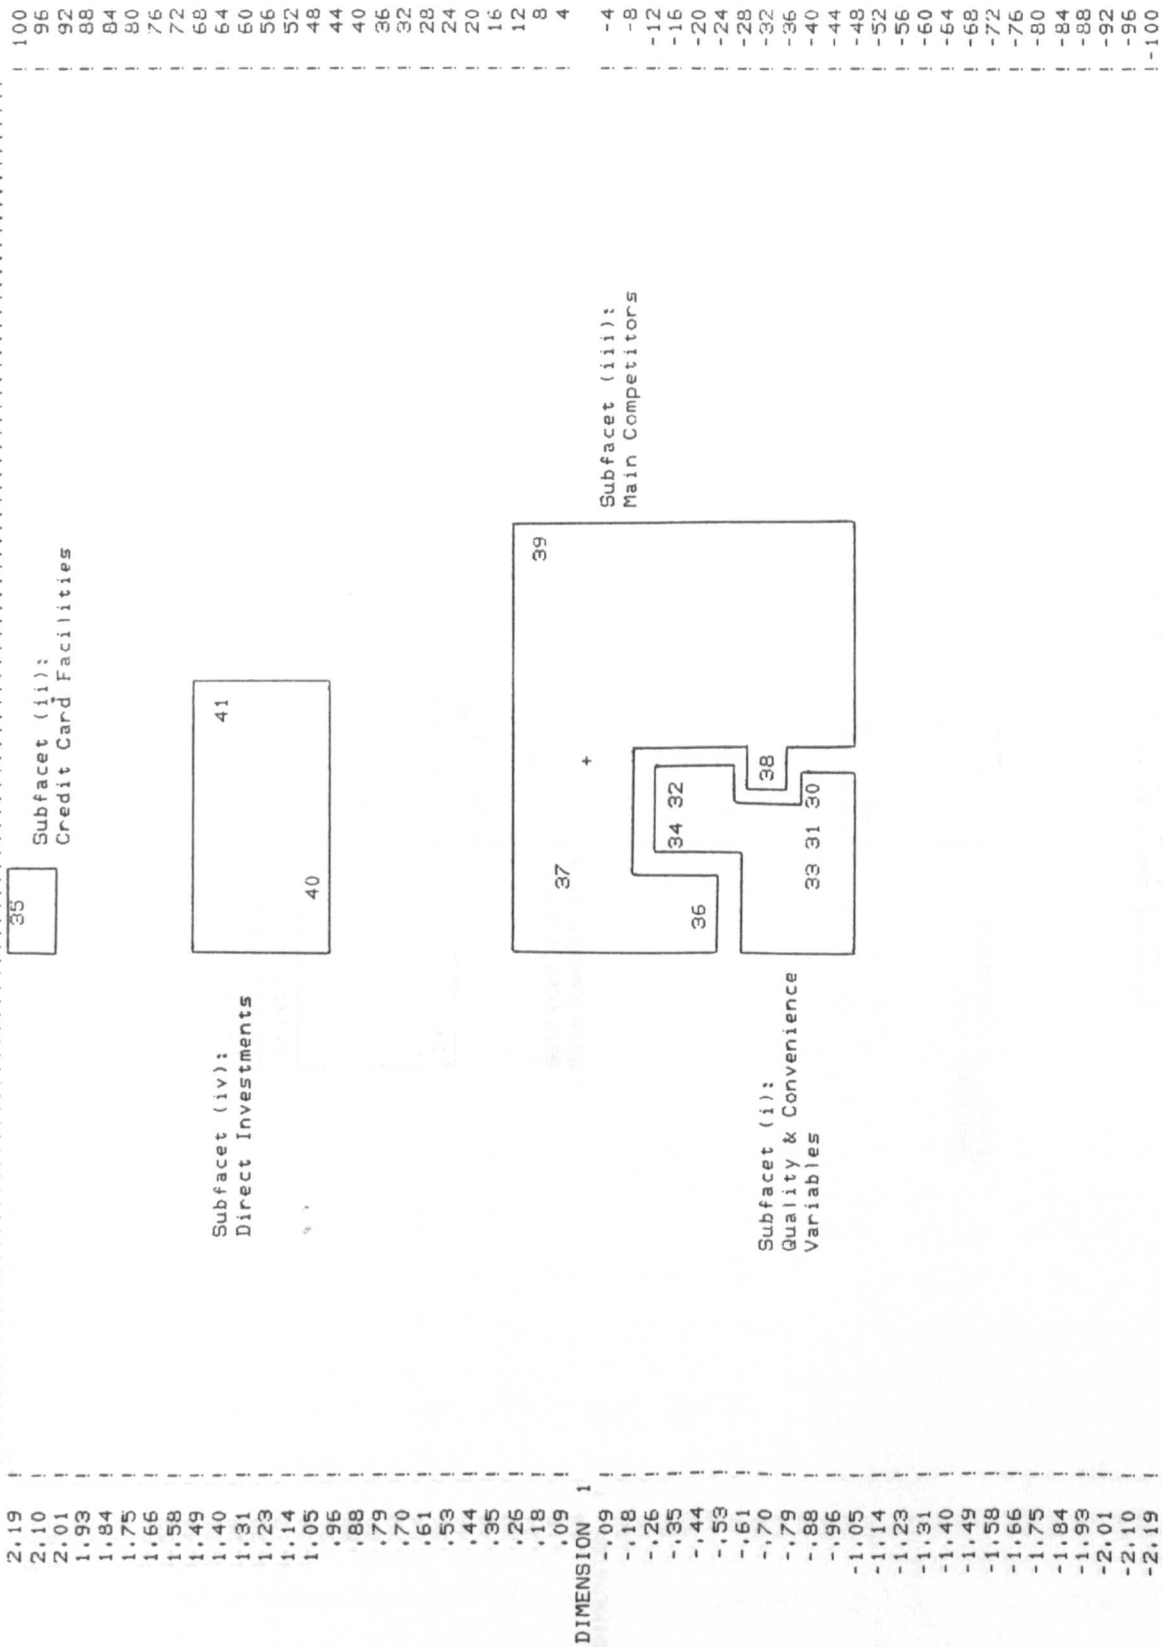 2.19 ! 35 ! 100
2.10 ! Subfacet (ii): ! 96
2.01 ! Credit Card Facilities ! 92
1.93 ! ! 88
1.84 ! ! 84
1.75 ! ! 80
1.66 ! ! 76
1.58 ! ! 72
1.49 ! ! 68
1.40 ! Subfacet (iv): 41 ! 64
1.31 ! Direct Investments ! 60
1.23 ! ! 56
1.14 ! ! 52
1.05 ! 40 ! 48
.96 ! ! 44
.88 ! ! 40
.79 ! ! 36
.70 ! ! 32
.61 ! ! 28
.53 ! ! 24
.44 ! ! 20
.35 ! ! 16
.26 ! ! 12
.18 ! 39 ! 8
.09 ! 37 ! 4
DIMENSION 1 +
-.09 ! Subfacet (iii): ! -4
-.18 ! Main Competitors ! -8
-.26 ! ! -12
-.35 ! 34 32 ! -16
-.44 ! 36 ! -20
-.53 ! ! -24
-.61 ! ! -28
-.70 ! Subfacet (i): 38 ! -32
-.79 ! Quality & Convenience ! -36
-.88 ! Variables 33 31 30 ! -40
-.96 ! ! -44
-1.05 ! ! -48
-1.14 ! ! -52
-1.23 ! ! -56
-1.31 ! ! -60
-1.40 ! ! -64
-1.49 ! ! -68
-1.58 ! ! -72
-1.66 ! ! -76
-1.75 ! ! -80
-1.84 ! ! -84
-1.93 ! ! -88
-2.01 ! ! -92
-2.10 ! ! -96
-2.19 ! !-100